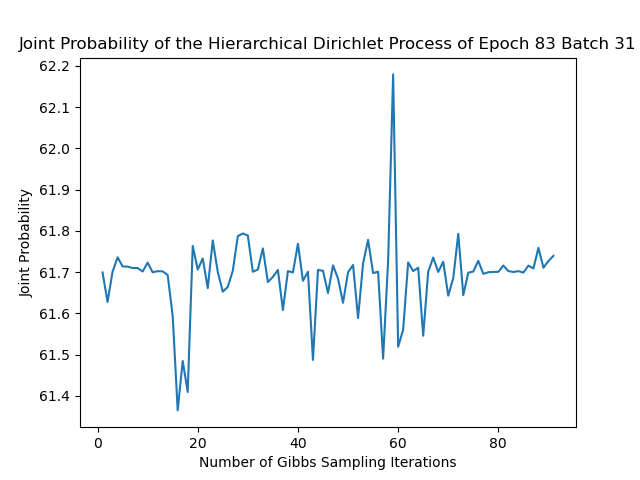 Joint Probability of the Hierarchical Dirichlet Process of Epoch 83 Batch 31
62.2
62.1
62.0
61.9
61.8
61.7
61.6
61.5
61.4
Joint Probability
0 20 40 60 80
Number of Gibbs Sampling Iterations